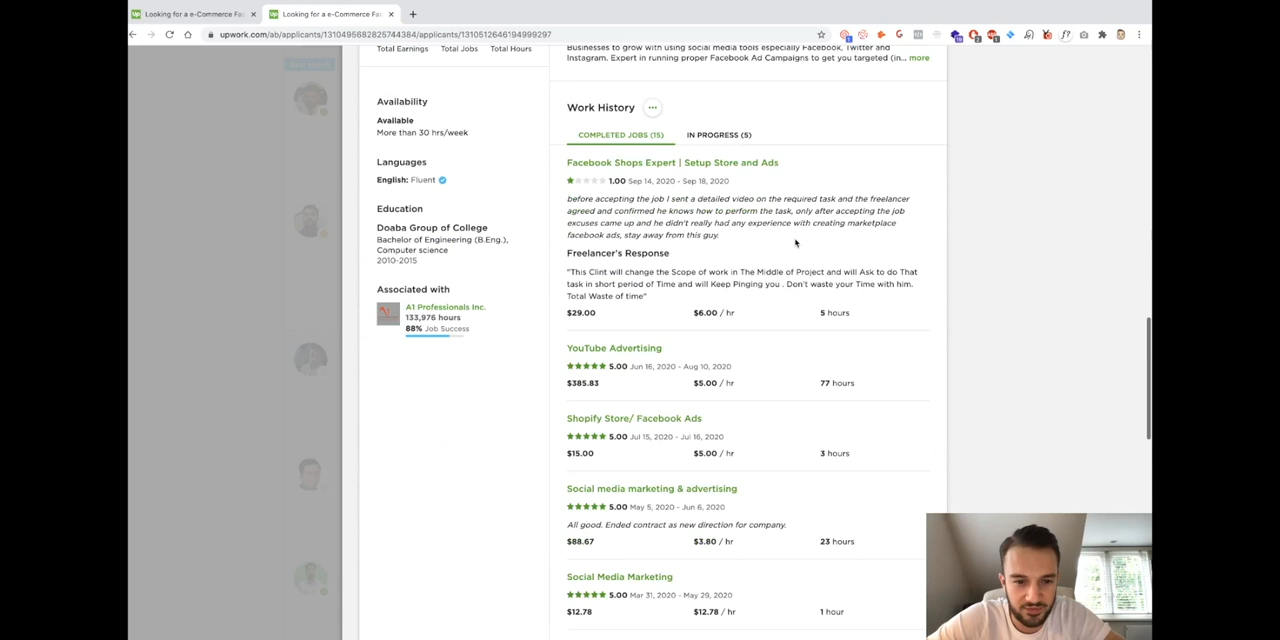 Looking for a e-Commerce Fac
Looking for a e-Commerce Fac
upwork.com/ab/applicants/1310495682825744384/applicants/1310512646194999297
Total Earnings Total Jobs Total Hours
Businesses to grow with using social media tools especially Facebook, Twitter and
Instagram. Expert in running proper Facebook Ad Campaigns to get you targeted (in... more
Availability
Available
More than 30 hrs/week
Languages
English: Fluent
Education
Doaba Group of College
Bachelor of Engineering (B.Eng.),
Computer science
2010-2015
Associated with
A1 Professionals Inc.
133,976 hours
88% Job Success
Work History
COMPLETED JOBS (15) IN PROGRESS (5)
Facebook Shops Expert | Setup Store and Ads
1.00 Sep 14, 2020 - Sep 18, 2020
before accepting the job I sent a detailed video on the required task and the freelancer
agreed and confirmed he knows how to perform the task, only after accepting the job
excuses came up and he didn't really had any experience with creating marketplace
facebook ads, stay away from this guy.
Freelancer's Response
"This Clint will change the Scope of work in The Middle of Project and will Ask to do That
task in short period of Time and will Keep Pinging you . Don't waste your Time with him.
Total Waste of time"
$29.00 $6.00 / hr 5 hours
YouTube Advertising
5.00 Jun 16, 2020 - Aug 10, 2020
$385.83 $5.00 / hr 77 hours
Shopify Store/ Facebook Ads
5.00 Jul 15, 2020 - Jul 16, 2020
$15.00 $5.00 / hr 3 hours
Social media marketing & advertising
5.00 May 5, 2020 - Jun 6, 2020
All good. Ended contract as new direction for company.
$88.67 $3.80 / hr 23 hours
Social Media Marketing
5.00 Mar 31, 2020 - May 29, 2020
$12.78 $12.78 / hr 1 hour